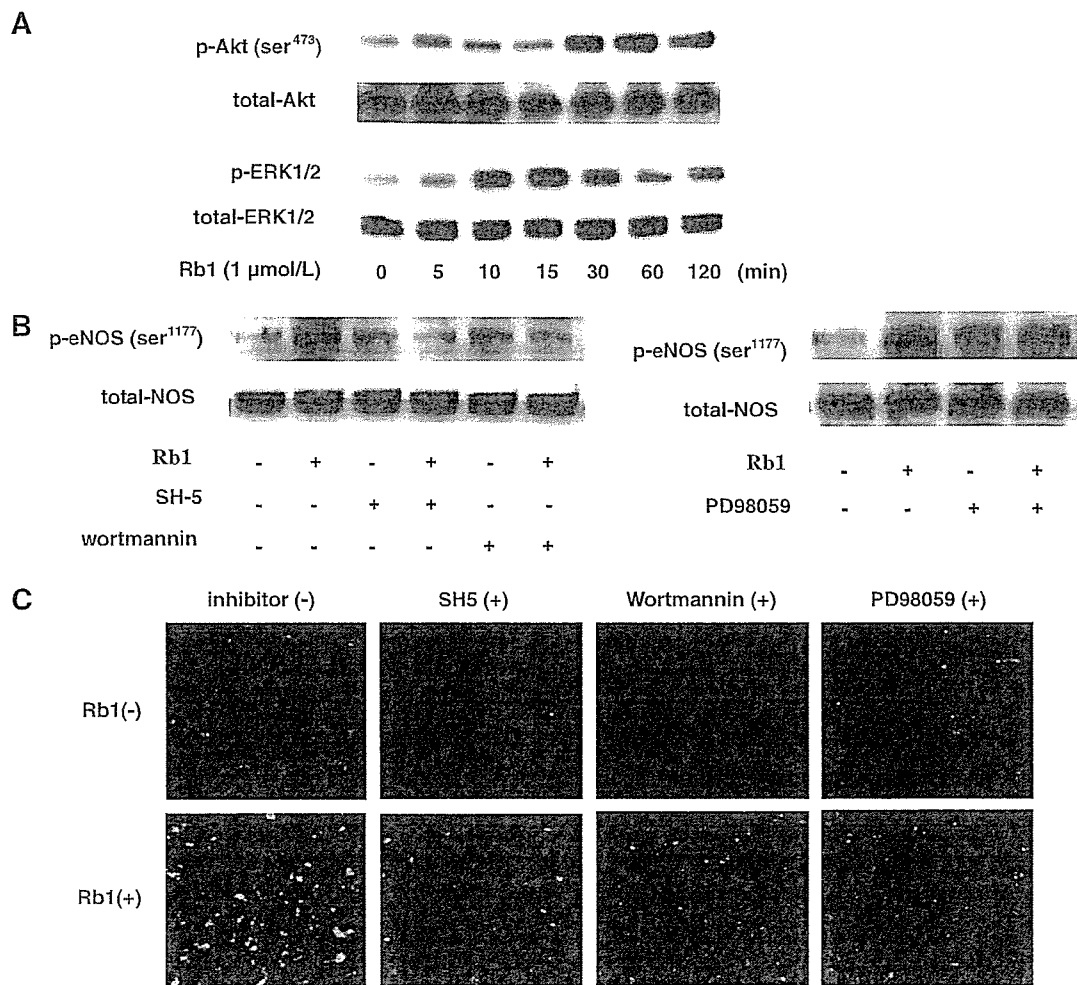 A
p-Akt (ser473)
total-Akt
p-ERK1/2
total-ERK1/2
Rb1 (1 µmol/L) 0 5 10 15 30 60 120 (min)
B
p-eNOS (ser1177)
total-NOS
Rb1 - + - + - +
SH-5 - - + + - -
wortmannin - - - - + +
p-eNOS (ser1177)
total-NOS
Rb1 - + - +
PD98059 - - + +
C
inhibitor (-) SH5 (+) Wortmannin (+) PD98059 (+)
Rb1(-)
Rb1(+)